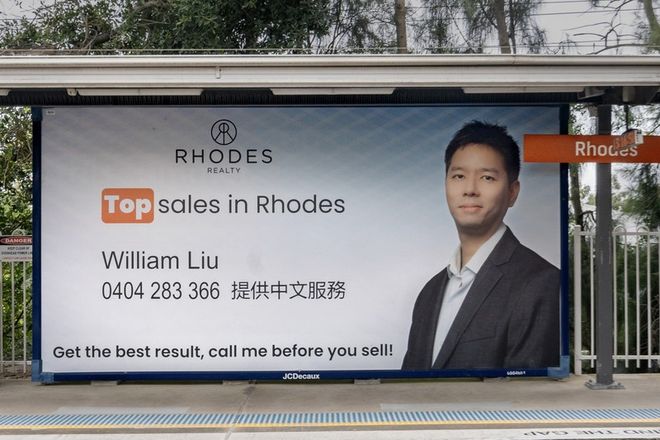 RHODES
REALTY
Top sales in Rhodes
William Liu
0404 283 366 提供中文服務
Get the best result, call me before you sell!
JCDecaux
Rhodes
DANGER